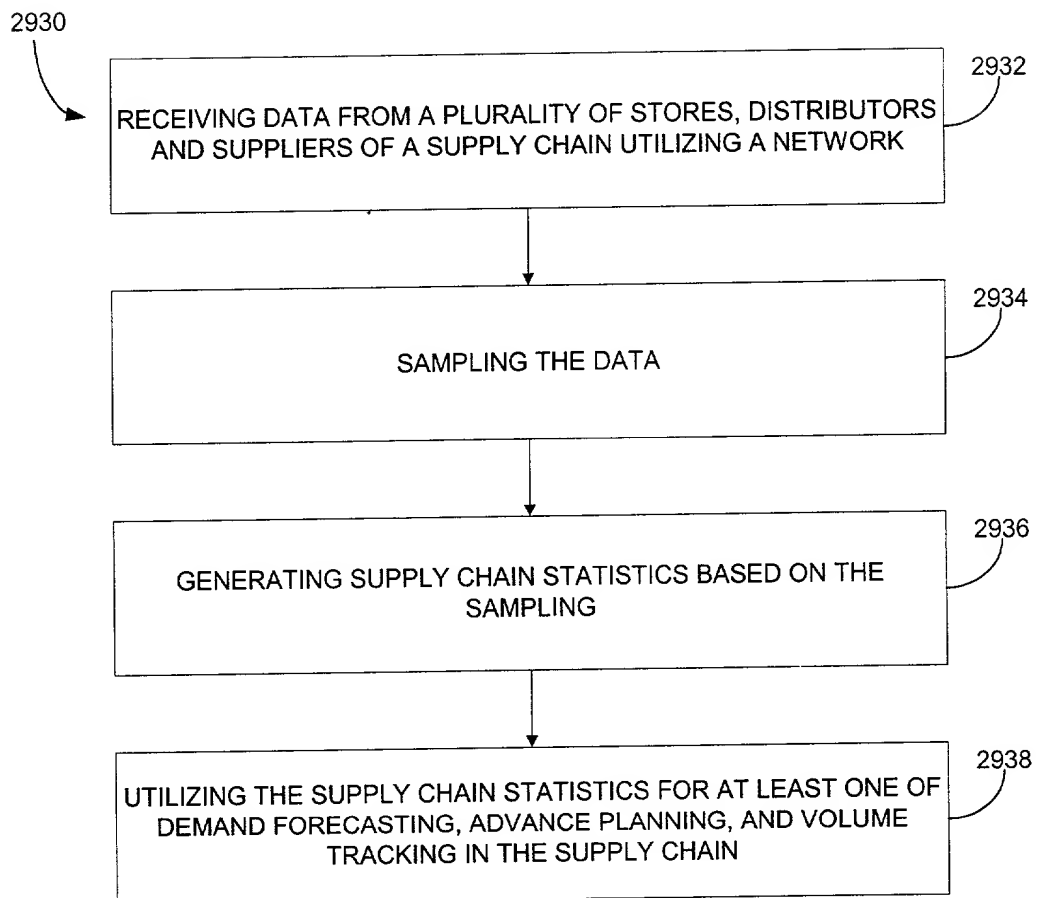 2930
2932
RECEIVING DATA FROM A PLURALITY OF STORES, DISTRIBUTORS
AND SUPPLIERS OF A SUPPLY CHAIN UTILIZING A NETWORK
2934
SAMPLING THE DATA
2936
GENERATING SUPPLY CHAIN STATISTICS BASED ON THE
SAMPLING
2938
UTILIZING THE SUPPLY CHAIN STATISTICS FOR AT LEAST ONE OF
DEMAND FORECASTING, ADVANCE PLANNING, AND VOLUME
TRACKING IN THE SUPPLY CHAIN